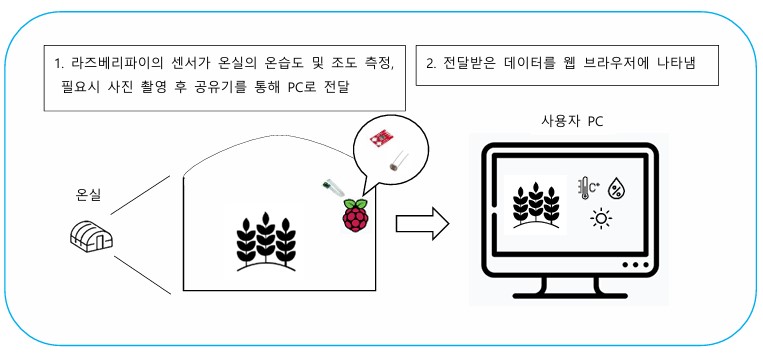 1. 라즈베리파이의 센서가 온실의 온습도 및 조도 측정,
필요시 사진 촬영 후 공유기를 통해 PC로 전달
2. 전달받은 데이터를 웹 브라우저에 나타냄
사용자 PC
온실
C°
%